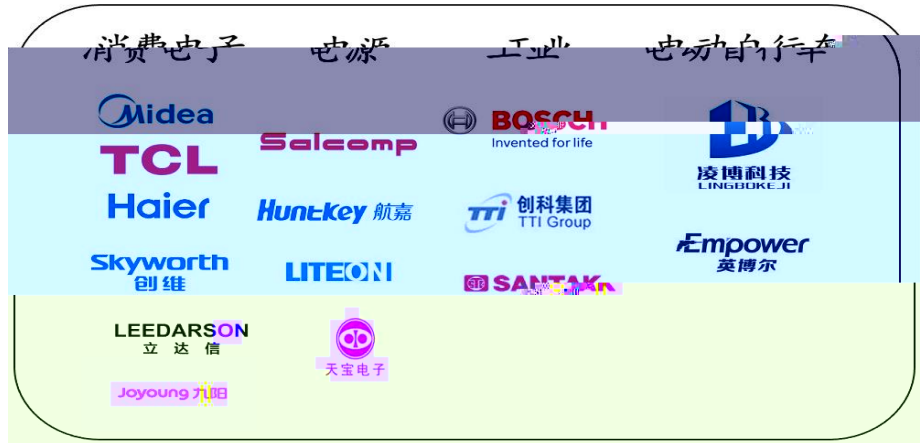 消费电子 电源 工业 电动自行车
Midea
TCL
Haier
Skyworth
创维
LEEDARSON
立达信
Joyoung 九阳
Salcomp
Huntkey 航嘉
LITEON
天宝电子
BOSCH
Invented for life
TTi 创科集团
TTI Group
SANTAK
凌博科技
LINGBOKEJI
Empower
英博尔